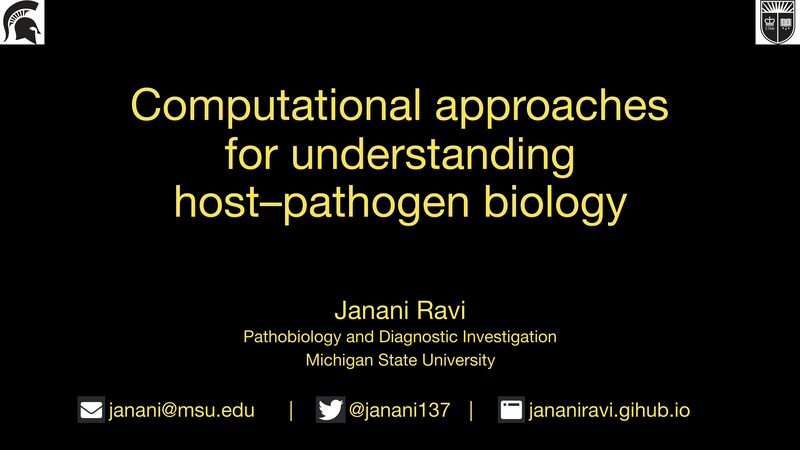 Computational approaches
for understanding
host–pathogen biology
Janani Ravi
Pathobiology and Diagnostic Investigation
Michigan State University
janani@msu.edu | @janani137 | jananiravi.gihub.io